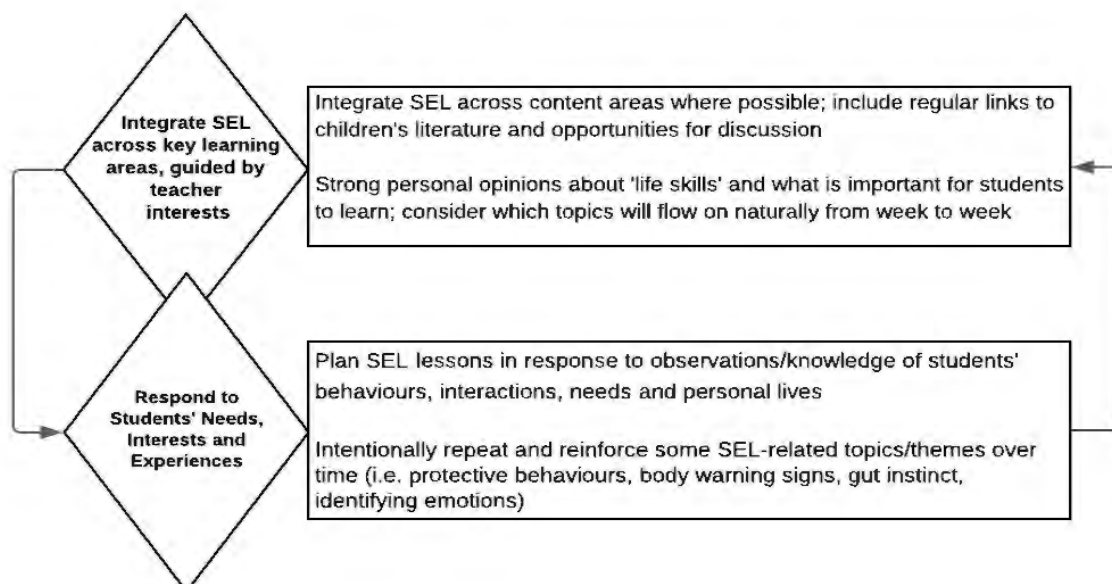 Integrate SEL
across key learning
areas, guided by
teacher
interests
Integrate SEL across content areas where possible; include regular links to
children's literature and opportunities for discussion
Strong personal opinions about 'life skills' and what is important for students
to learn; consider which topics will flow on naturally from week to week
Respond to
Students' Needs,
Interests and
Experiences
Plan SEL lessons in response to observations/knowledge of students'
behaviours, interactions, needs and personal lives
Intentionally repeat and reinforce some SEL-related topics/themes over
time (i.e. protective behaviours, body warning signs, gut instinct,
identifying emotions)